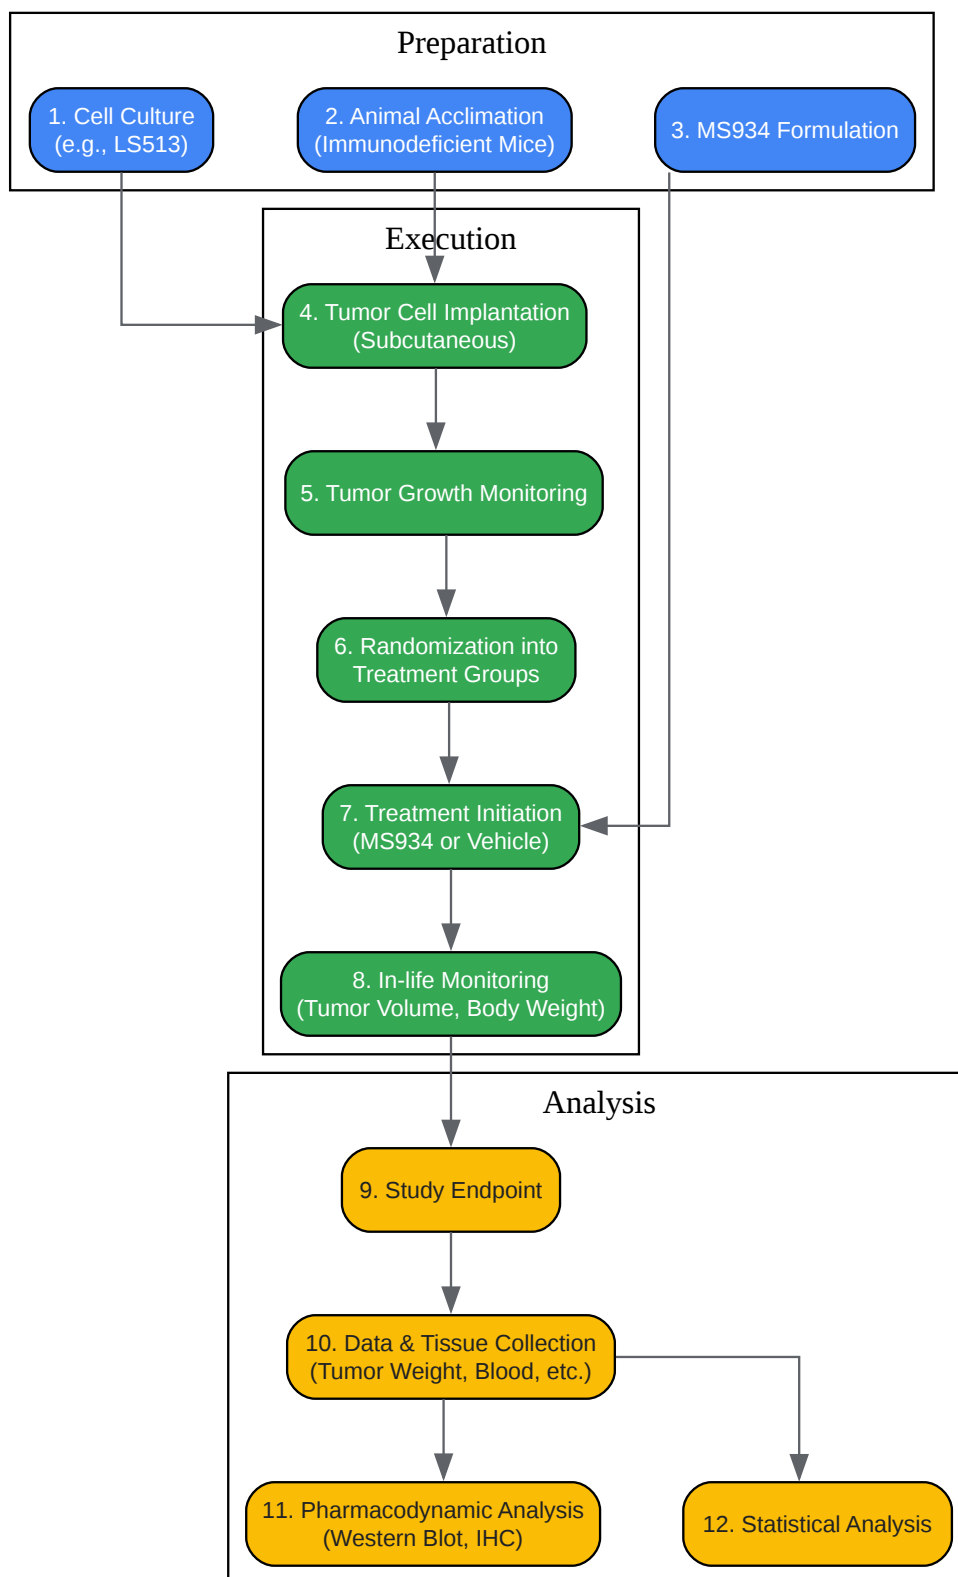 Preparation
1. Cell Culture
(e.g., LS513)
2. Animal Acclimation
(Immunodeficient Mice)
3. MS934 Formulation
Execution
4. Tumor Cell Implantation
(Subcutaneous)
5. Tumor Growth Monitoring
6. Randomization into
Treatment Groups
7. Treatment Initiation
(MS934 or Vehicle)
8. In-life Monitoring
(Tumor Volume, Body Weight)
Analysis
9. Study Endpoint
10. Data & Tissue Collection
(Tumor Weight, Blood, etc.)
11. Pharmacodynamic Analysis
(Western Blot, IHC)
12. Statistical Analysis